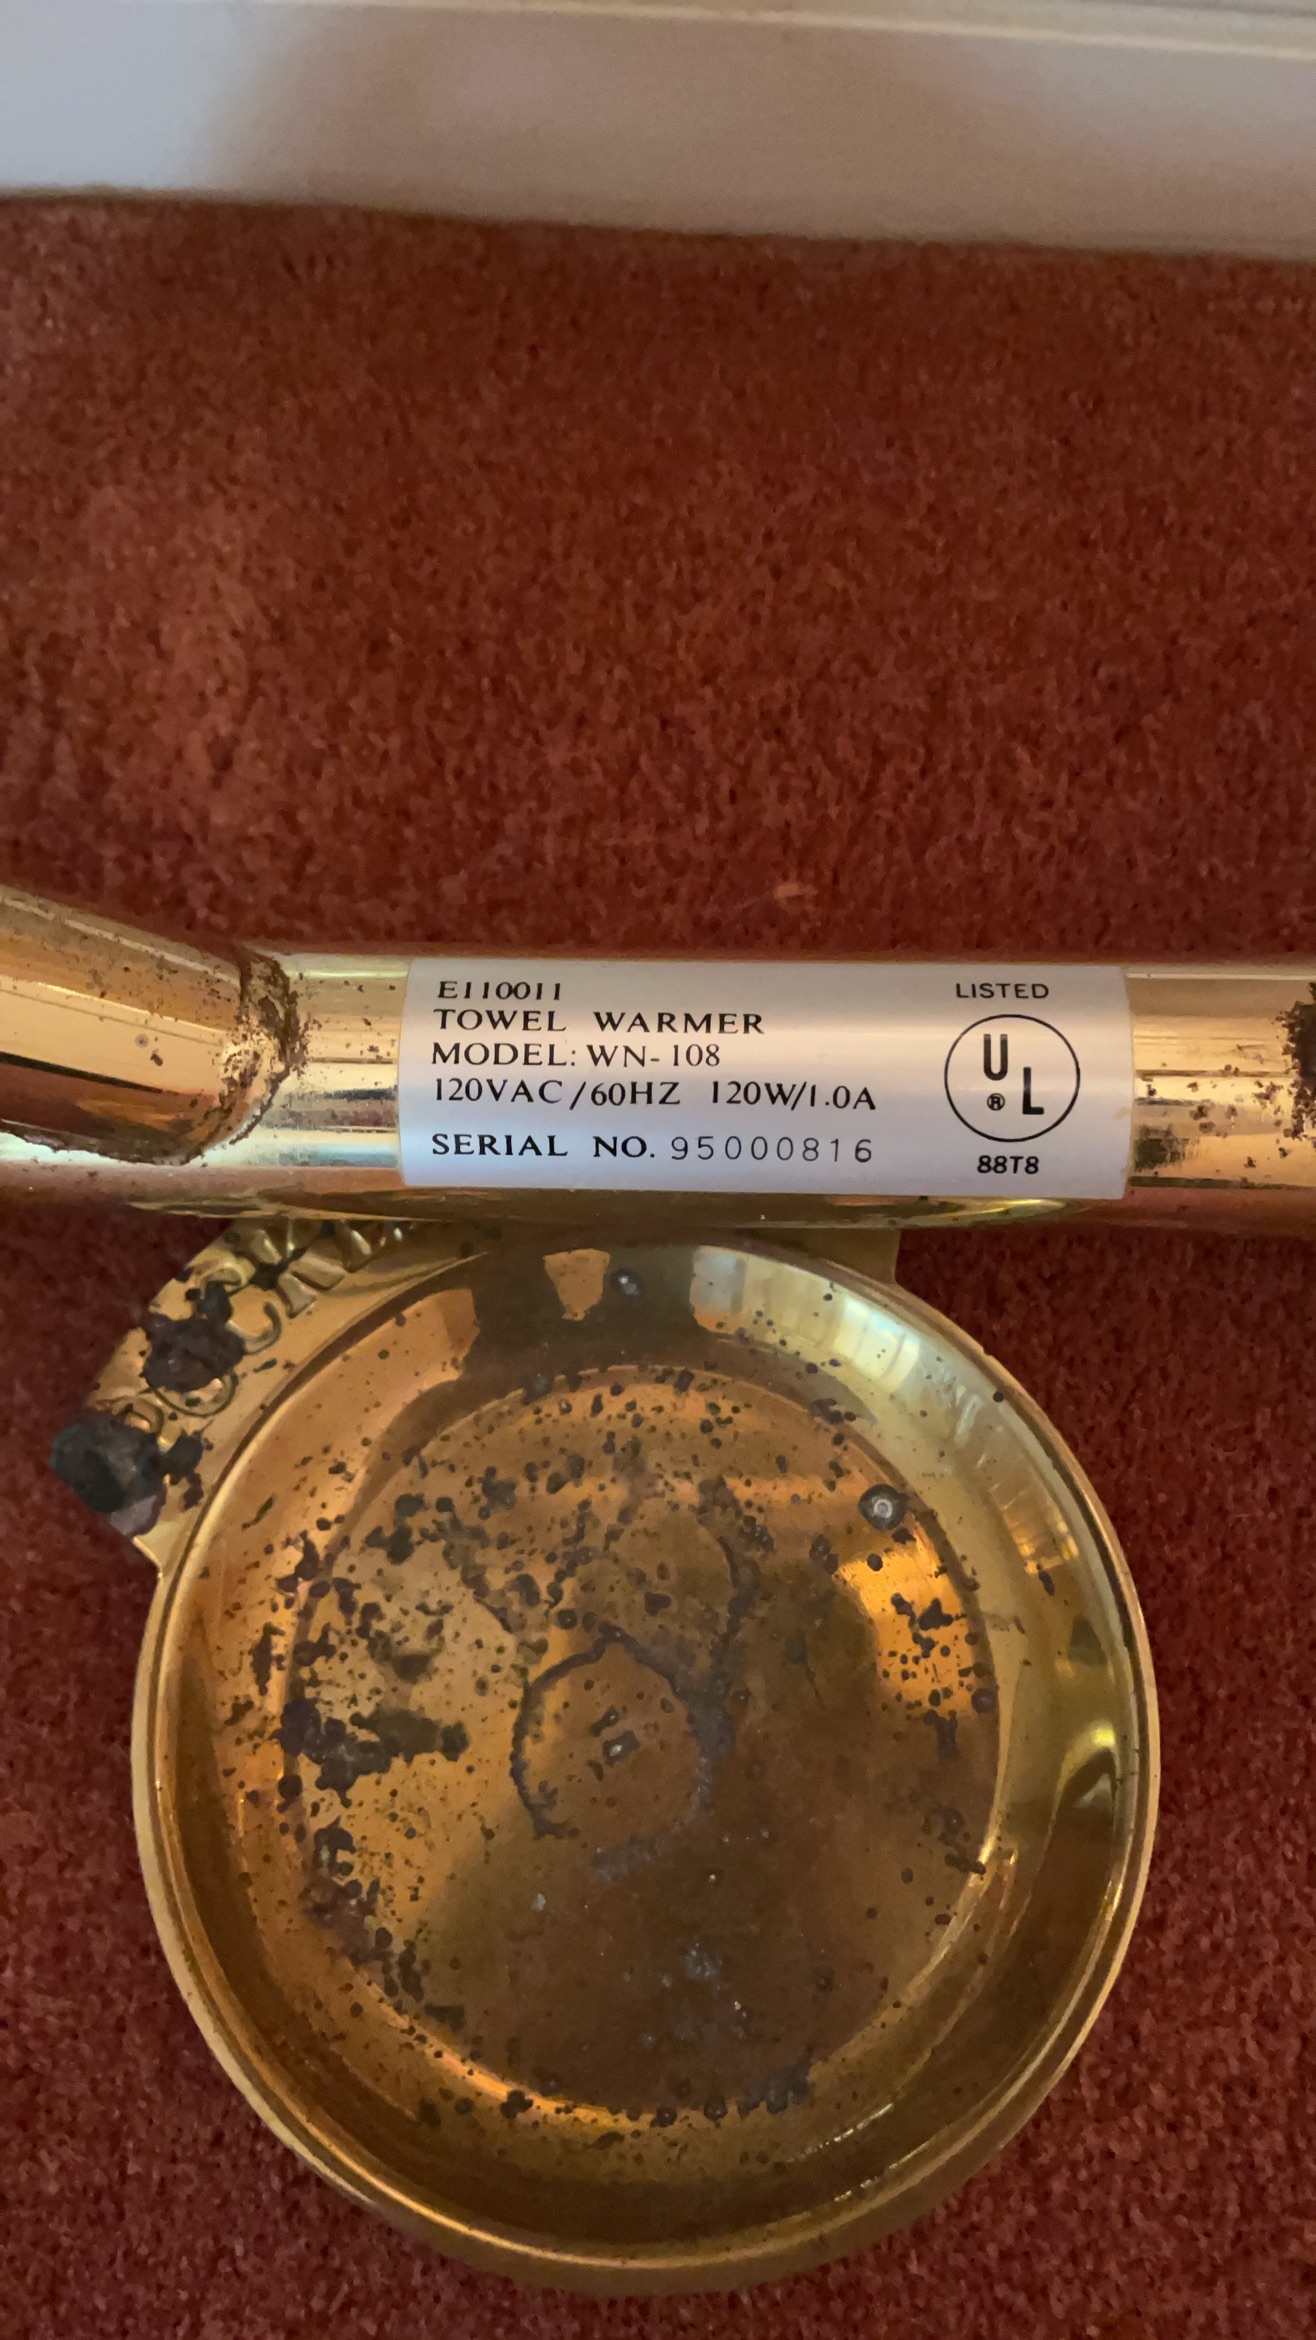 E110011
TOWEL WARMER
MODEL: WN-108
120VAC/60HZ 120W/1.0A
SERIAL NO. 95000816
LISTED
UL
®
88T8